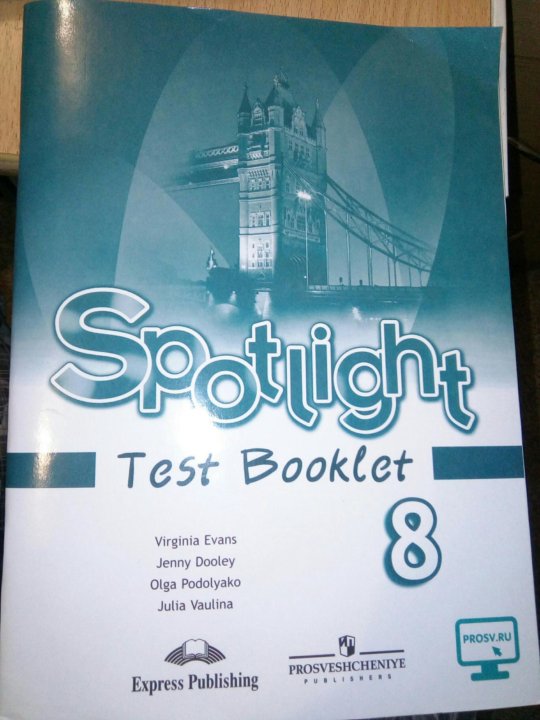 Spotlight
Test Booklet
8
Virginia Evans
Jenny Dooley
Olga Podolyako
Julia Vaulina
Express Publishing
PROSVESHCHENIYE
PUBLISHERS
PROSV.RU